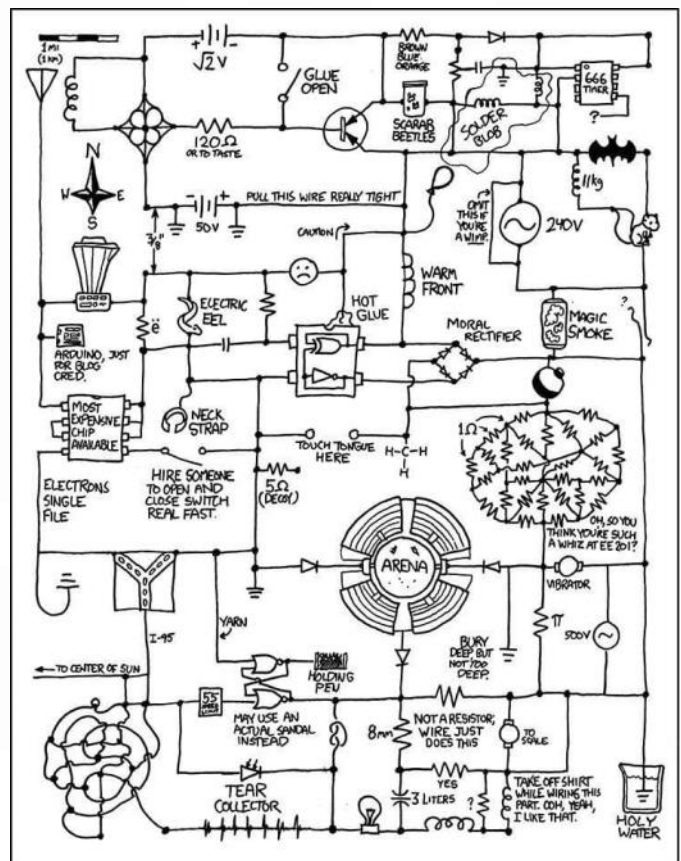 1 MI
(1 KM)
+ -
√2 V
GLUE
OPEN
BROWN
BLUE
ORANGE
666
TIMER
?
SCARAB
BEETLES
SOLDER
BLOB
120Ω
OR TO TASTE
N
W E
S
- +
50V
PULL THIS WIRE REALLY TIGHT
3/8"
CAUTION
OMIT
THIS IF
YOU'RE
A WIMP.
240V
11kg
?
ELECTRIC
EEL
HOT
GLUE
WARM
FRONT
MORAL
RECTIFIER
MAGIC
SMOKE
ë
ARDUINO, JUST
FOR BLOG
CRED.
MOST
EXPENSIVE
CHIP
AVAILABLE
NECK
STRAP
TOUCH TONGUE
HERE
H-C-H
H
1Ω
ELECTRONS
SINGLE
FILE
HIRE SOMEONE
TO OPEN AND
CLOSE SWITCH
REAL FAST.
5Ω
(DECOY)
OH, SO YOU
THINK YOU'RE SUCH
A WHIZ AT EE 201?
ARENA
VIBRATOR
I-95
YARN
BURY
DEEP, BUT
NOT TOO
DEEP.
π
500V
TO CENTER OF SUN
55
HOLDING
PEN
MAY USE AN
ACTUAL SANDAL
INSTEAD
8mm
NOT A RESISTOR;
WIRE JUST
DOES THIS
TO
SCALE
TEAR
COLLECTOR
YES
3 LITERS
?
TAKE OFF SHIRT
WHILE WIRING THIS
PART. OOH, YEAH,
I LIKE THAT.
HOLY
WATER